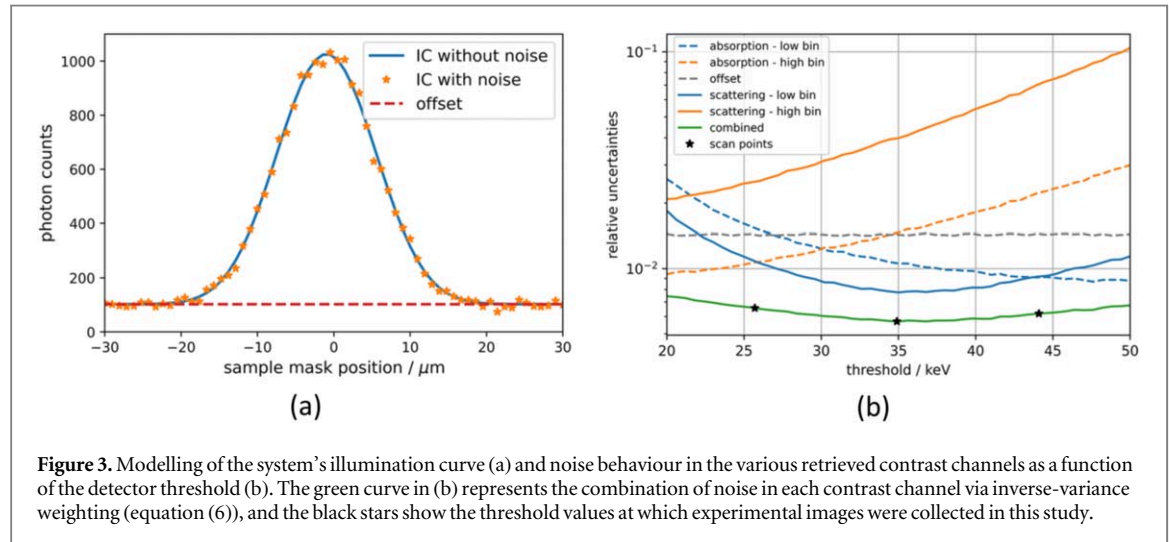 1000
800
600
400
200
0
photon counts
IC without noise
IC with noise
offset
−30 −20 −10 0 10 20 30
sample mask position / μm
(a)
10⁻¹
10⁻²
relative uncertainties
absorption - low bin
absorption - high bin
offset
scattering - low bin
scattering - high bin
combined
scan points
20 25 30 35 40 45 50
threshold / keV
(b)
Figure 3. Modelling of the system's illumination curve (a) and noise behaviour in the various retrieved contrast channels as a function
of the detector threshold (b). The green curve in (b) represents the combination of noise in each contrast channel via inverse-variance
weighting (equation (6)), and the black stars show the threshold values at which experimental images were collected in this study.